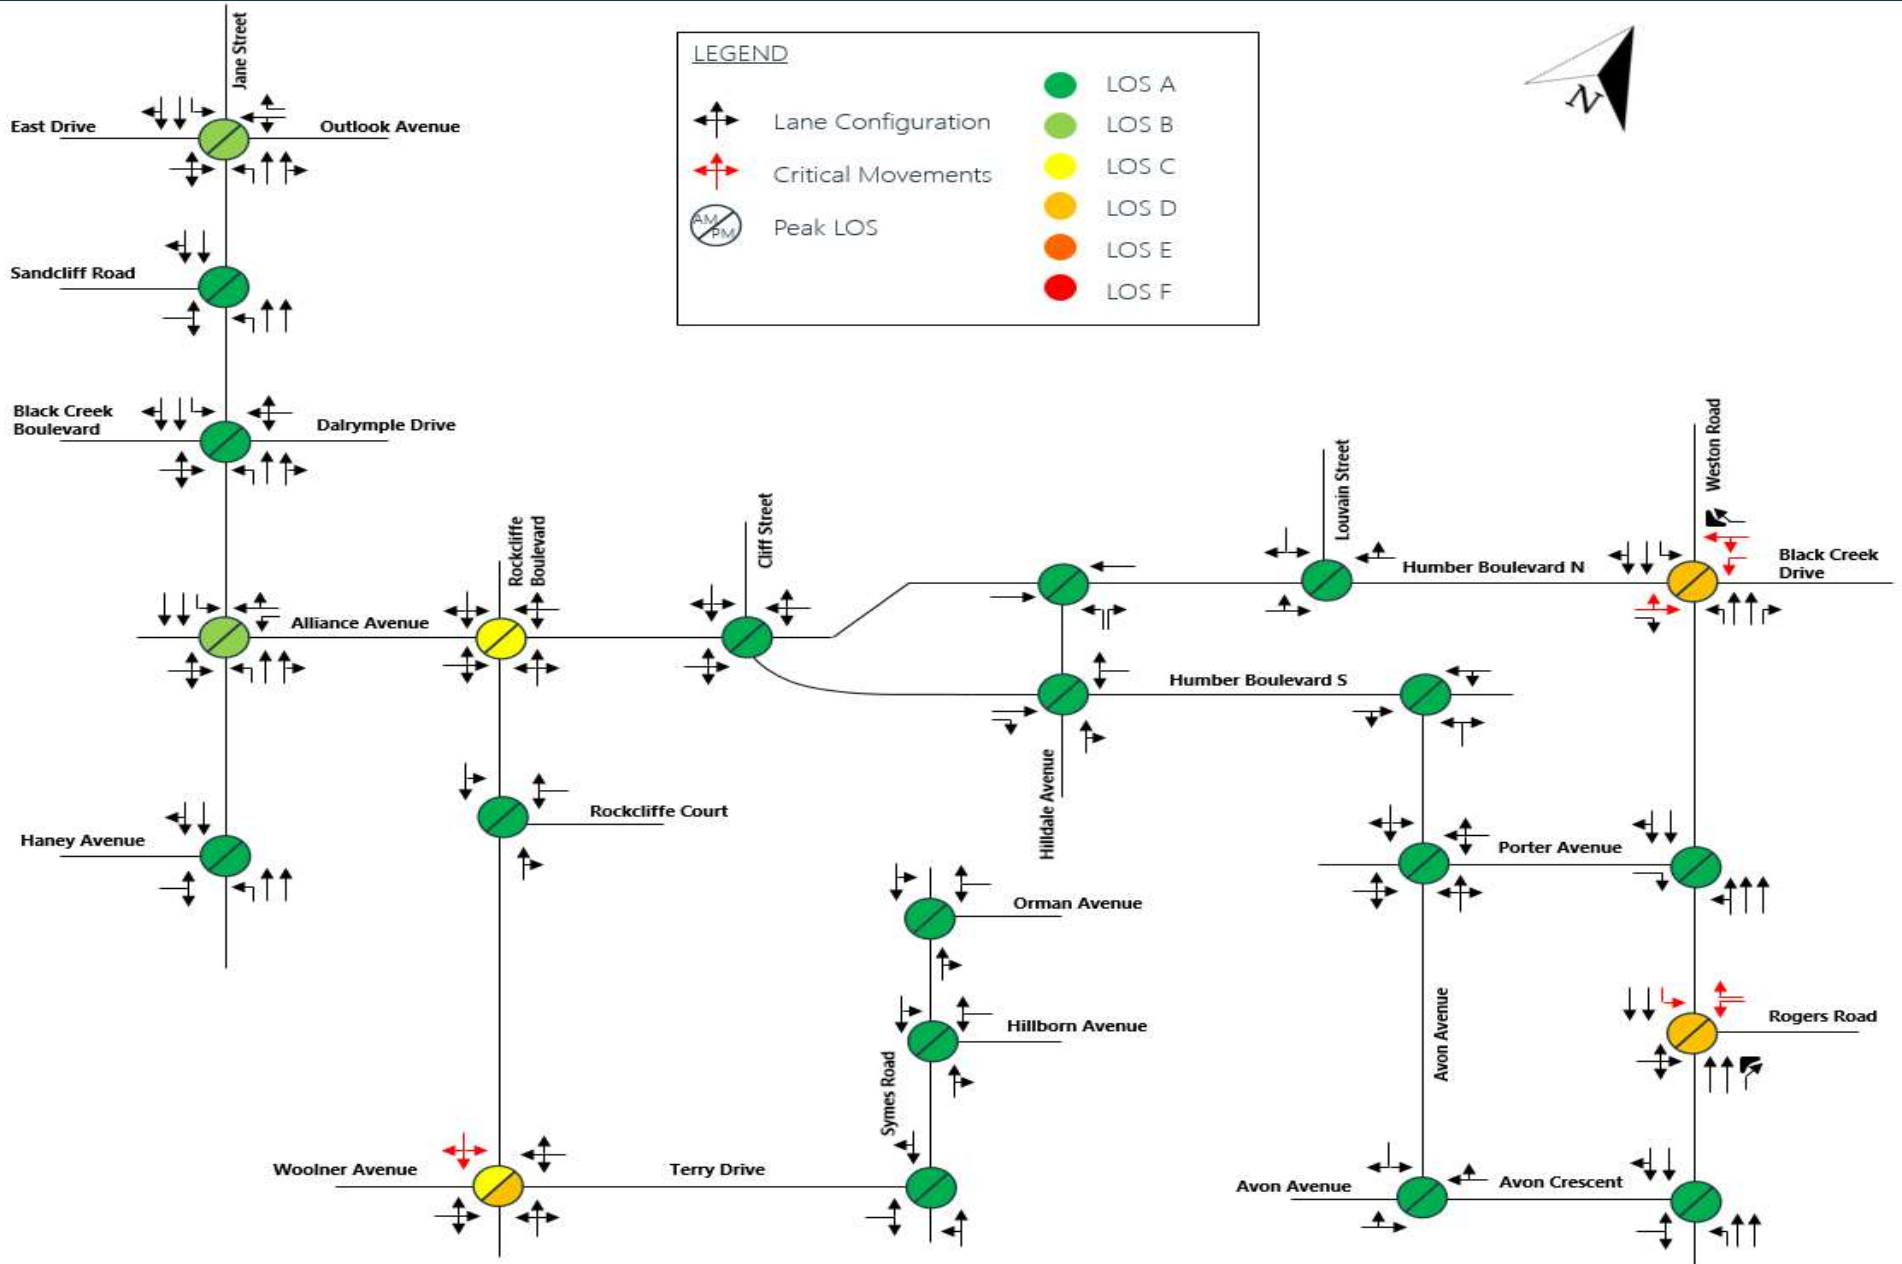 Jane Street
East Drive
Outlook Avenue
Sandcliff Road
Black Creek
Boulevard
Dalrymple Drive
Alliance Avenue
Haney Avenue
LEGEND
Lane Configuration
Critical Movements
AM
PM
Peak LOS
LOS A
LOS B
LOS C
LOS D
LOS E
LOS F
N
Rockcliffe
Boulevard
Cliff Street
Louvain Street
Weston Road
Humber Boulevard N
Black Creek
Drive
Humber Boulevard S
Hilldale Avenue
Rockcliffe Court
Porter Avenue
Orman Avenue
Hillborn Avenue
Symes Road
Avon Avenue
Rogers Road
Woolner Avenue
Terry Drive
Avon Avenue
Avon Crescent